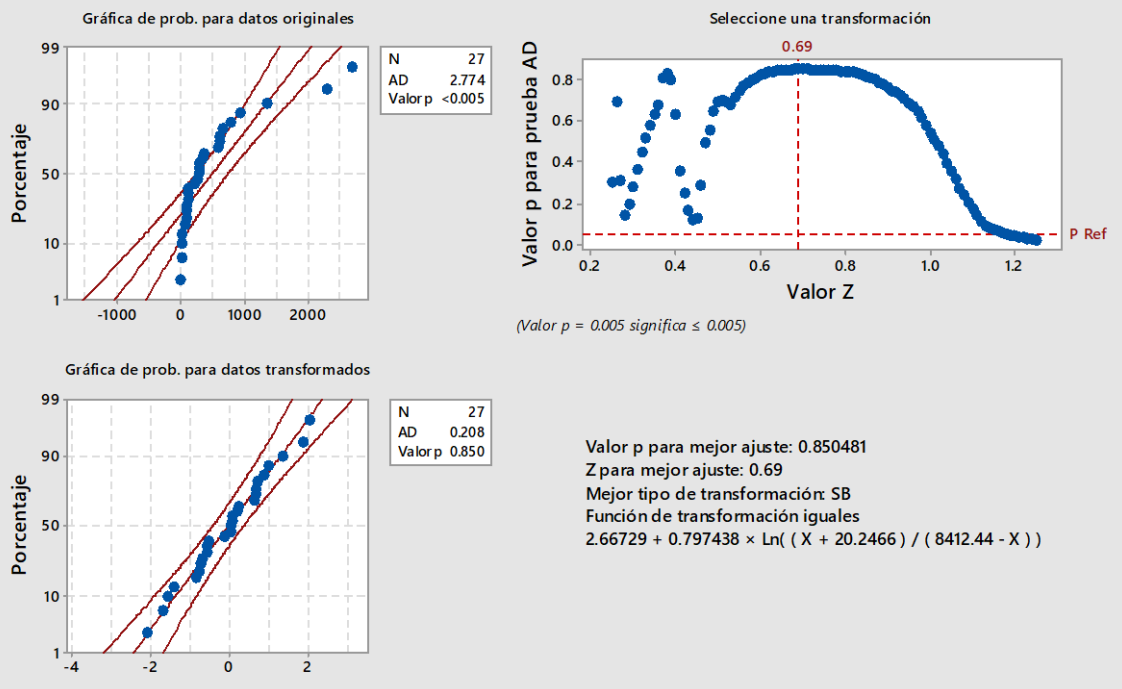 Gráfica de prob. para datos originales
99
90
50
10
1
Porcentaje
-1000 0 1000 2000
N 27
AD 2.774
Valor p <0.005
Seleccione una transformación
0.69
Valor p para prueba AD
0.8
0.6
0.4
0.2
0.0
P Ref
0.2 0.4 0.6 0.8 1.0 1.2
Valor Z
(Valor p = 0.005 significa ≤ 0.005)
Gráfica de prob. para datos transformados
99
90
50
10
1
Porcentaje
-4 -2 0 2
N 27
AD 0.208
Valor p 0.850
Valor p para mejor ajuste: 0.850481
Z para mejor ajuste: 0.69
Mejor tipo de transformación: SB
Función de transformación iguales
2.66729 + 0.797438 × Ln( ( X + 20.2466 ) / ( 8412.44 - X ) )